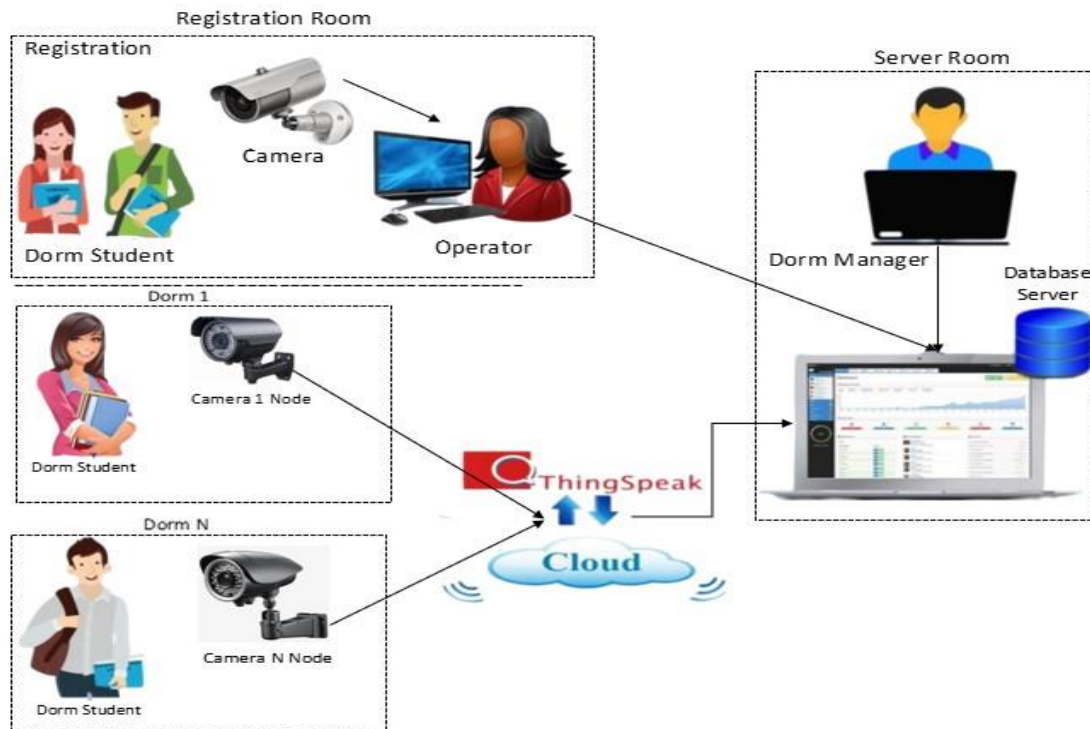 Registration Room
Registration
Camera
Dorm Student
Operator
Server Room
Dorm Manager
Database
Server
Dorm 1
Camera 1 Node
Dorm Student
ThingSpeak
Cloud
Dorm N
Camera N Node
Dorm Student